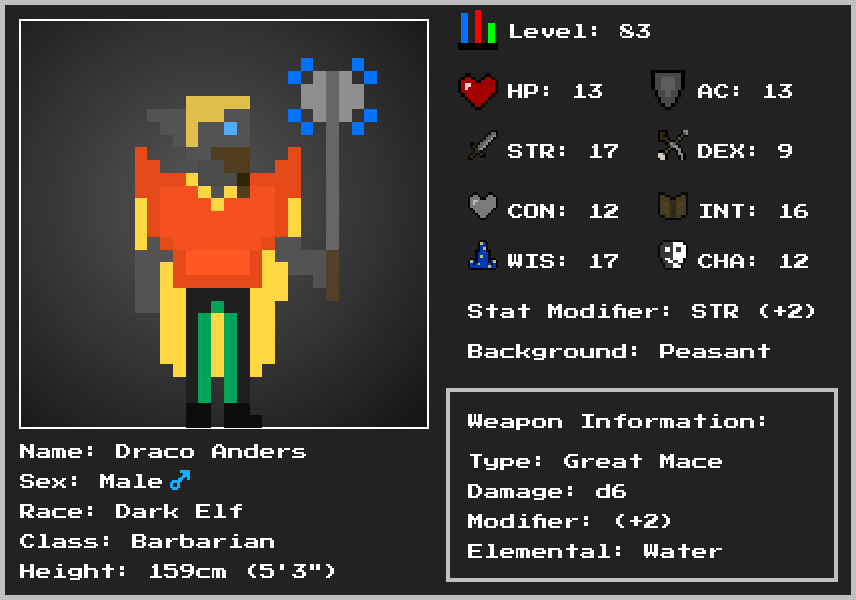 Level: 83
HP: 13 AC: 13
STR: 17 DEX: 9
CON: 12 INT: 16
WIS: 17 CHA: 12
Stat Modifier: STR (+2)
Background: Peasant
Name: Draco Anders
Sex: Male ♂
Race: Dark Elf
Class: Barbarian
Height: 159cm (5'3")
Weapon Information:
Type: Great Mace
Damage: d6
Modifier: (+2)
Elemental: Water